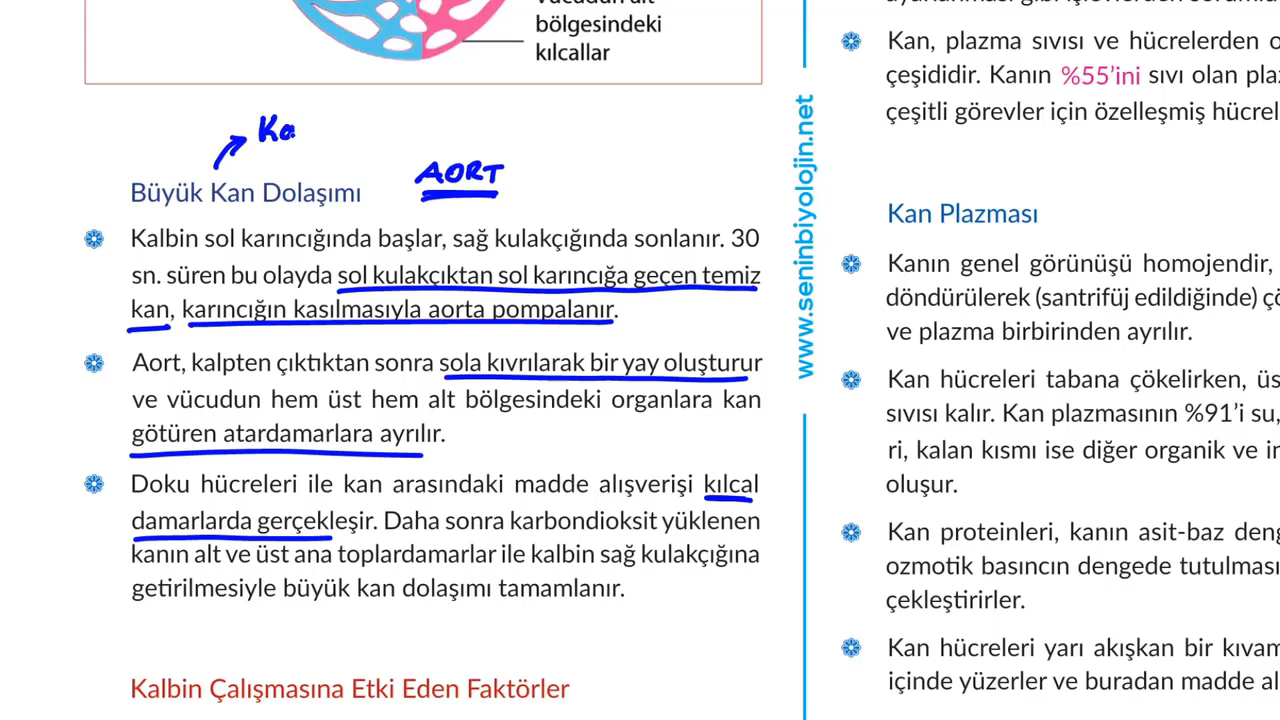 bölgesindeki
kılcallar
Ka
AORT
Büyük Kan Dolaşımı
Kalbin sol karıncığında başlar, sağ kulakçığında sonlanır. 30
sn. süren bu olayda sol kulakçıktan sol karıncığa geçen temiz
kan, karıncığın kasılmasıyla aorta pompalanır.
Aort, kalpten çıktıktan sonra sola kıvrılarak bir yay oluşturur
ve vücudun hem üst hem alt bölgesindeki organlara kan
götüren atardamarlara ayrılır.
Doku hücreleri ile kan arasındaki madde alışverişi kılcal
damarlarda gerçekleşir. Daha sonra karbondioksit yüklenen
kanın alt ve üst ana toplardamarlar ile kalbin sağ kulakçığına
getirilmesiyle büyük kan dolaşımı tamamlanır.
Kalbin Çalışmasına Etki Eden Faktörler
www.seninbiyolojin.net
Kan, plazma sıvısı ve hücrelerden o
çeşididir. Kanın %55'ini sıvı olan plaz
çeşitli görevler için özelleşmiş hücrel
Kan Plazması
Kanın genel görünüşü homojendir,
döndürülerek (santrifüj edildiğinde) çö
ve plazma birbirinden ayrılır.
Kan hücreleri tabana çökelirken, üs
sıvısı kalır. Kan plazmasının %91'i su,
ri, kalan kısmı ise diğer organik ve in
oluşur.
Kan proteinleri, kanın asit-baz deng
ozmotik basıncın dengede tutulması
çekleştirirler.
Kan hücreleri yarı akışkan bir kıvam
içinde yüzerler ve buradan madde al